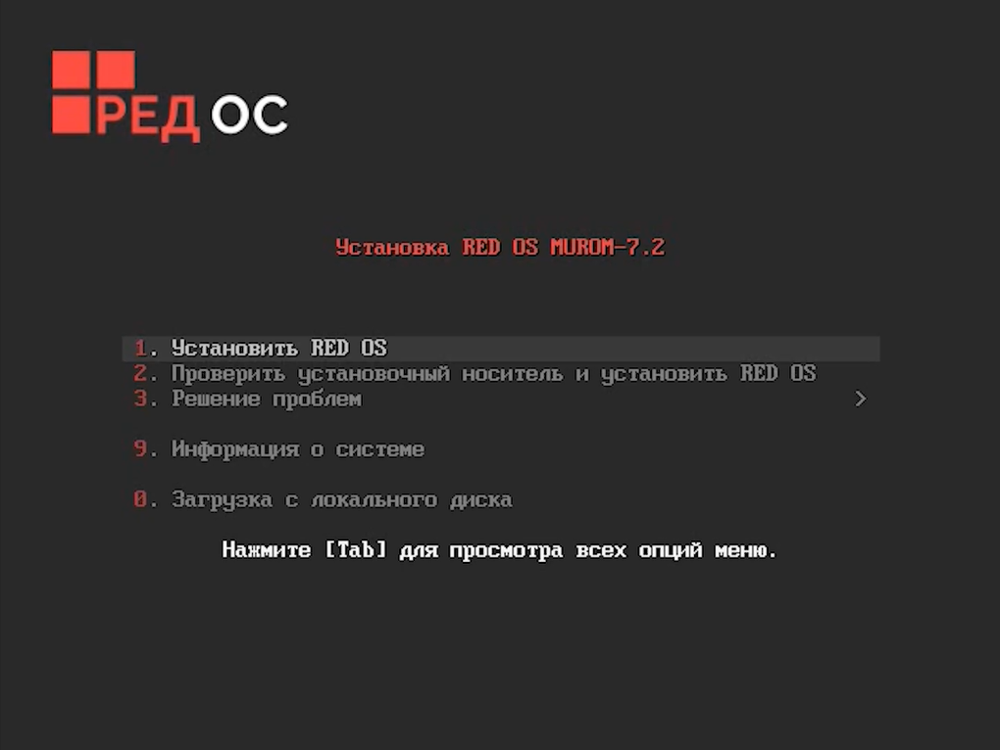 РЕД ОС
Установка RED OS MUROM-7.2
1. Установить RED OS
2. Проверить установочный носитель и установить RED OS
3. Решение проблем >
9. Информация о системе
0. Загрузка с локального диска
Нажмите [Tab] для просмотра всех опций меню.